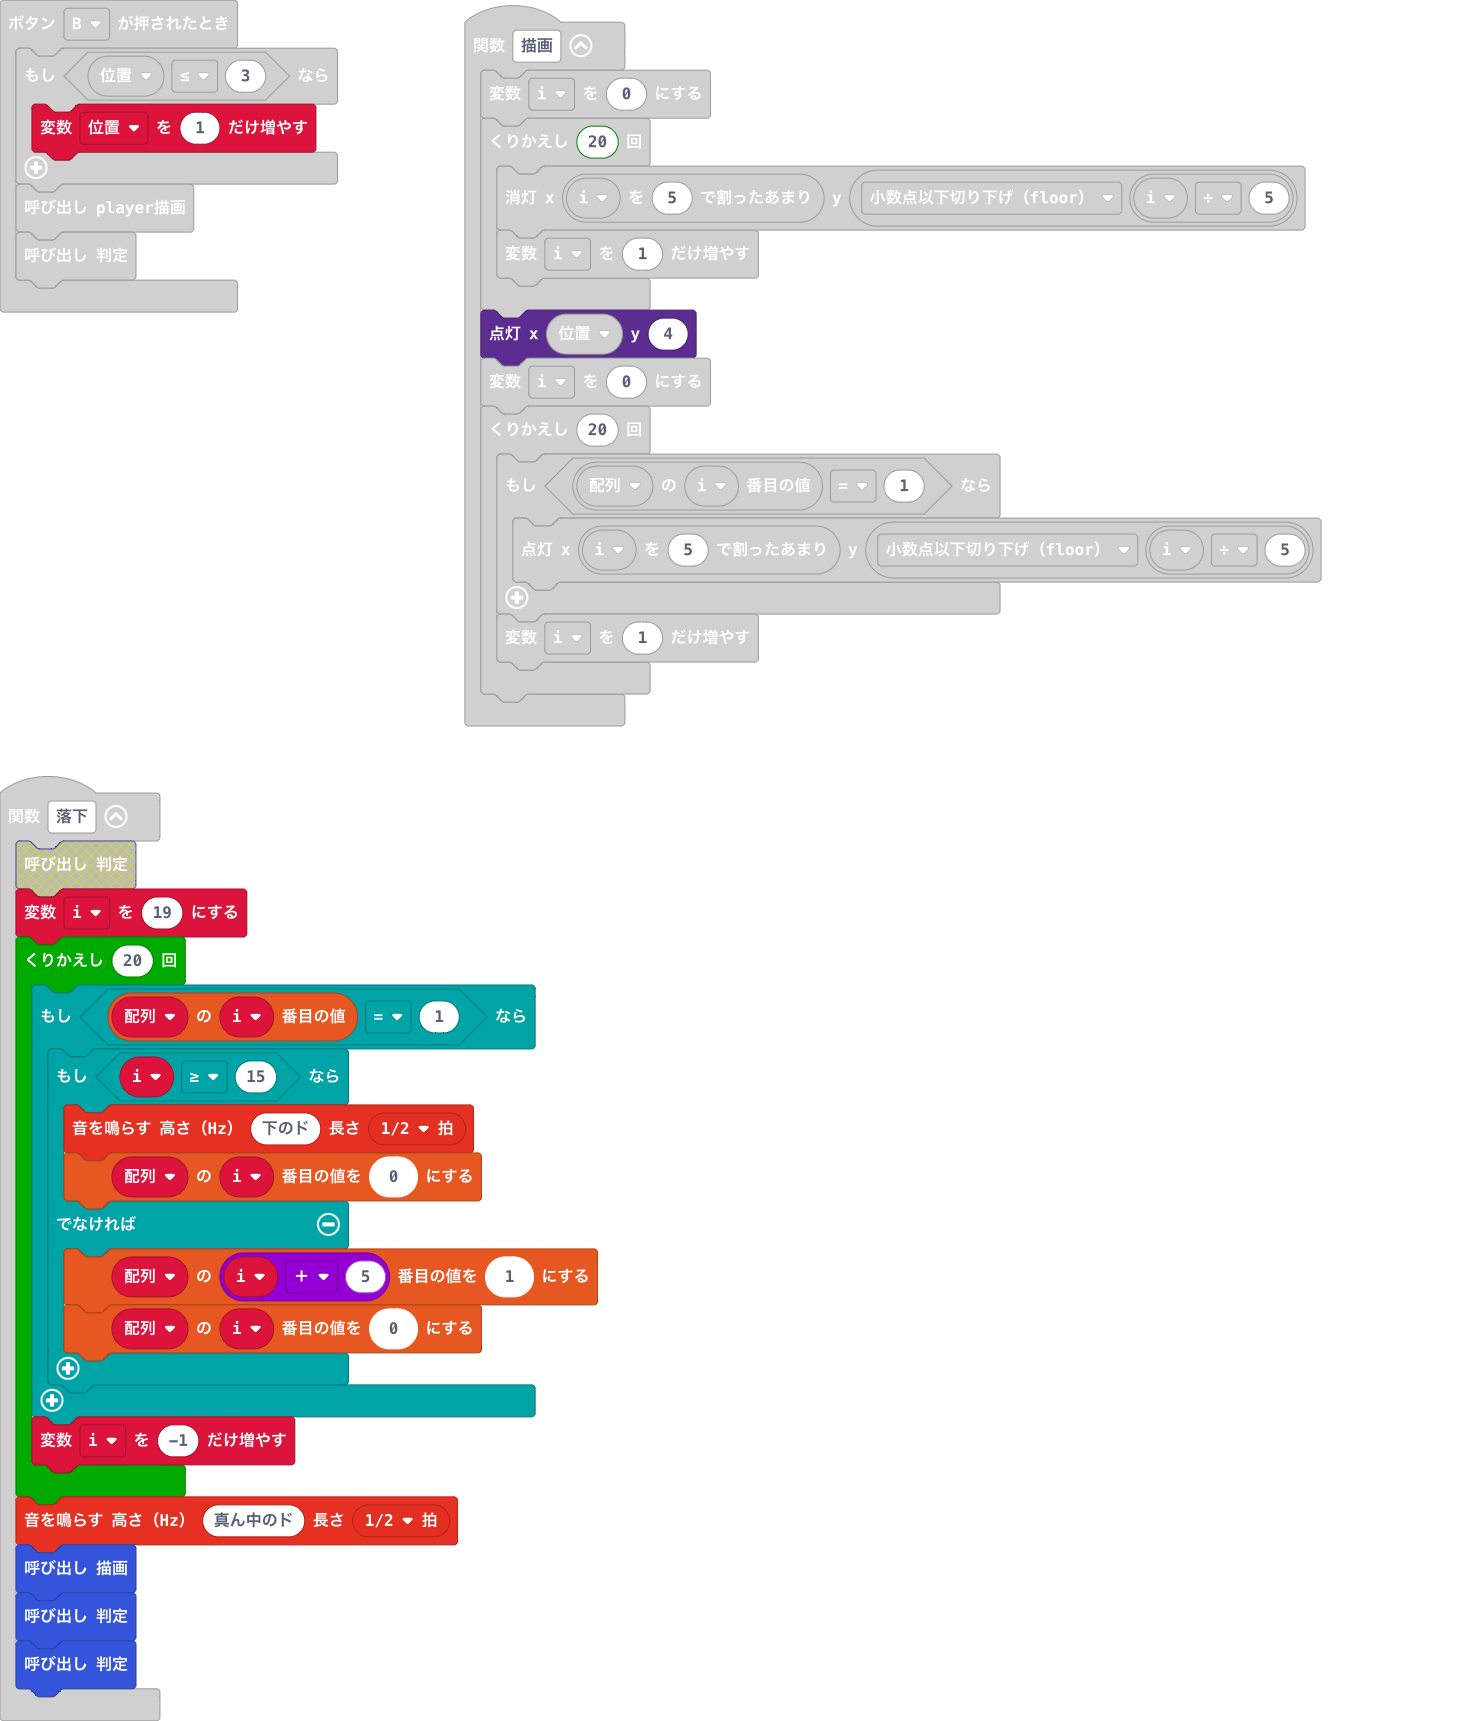 ボタン B が押されたとき
もし 位置 ≤ 3 なら
変数 位置 を 1 だけ増やす
呼び出し player描画
呼び出し 判定
関数 描画
変数 i を 0 にする
くりかえし 20 回
消灯 x i を 5 で割ったあまり y 小数点以下切り下げ（floor） i ÷ 5
変数 i を 1 だけ増やす
点灯 x 位置 y 4
変数 i を 0 にする
くりかえし 20 回
もし 配列 の i 番目の値 = 1 なら
点灯 x i を 5 で割ったあまり y 小数点以下切り下げ（floor） i ÷ 5
変数 i を 1 だけ増やす
関数 落下
呼び出し 判定
変数 i を 19 にする
くりかえし 20 回
もし 配列 の i 番目の値 = 1 なら
もし i ≥ 15 なら
音を鳴らす 高さ（Hz） 下のド 長さ 1/2 拍
配列 の i 番目の値を 0 にする
でなければ
配列 の i + 5 番目の値を 1 にする
配列 の i 番目の値を 0 にする
変数 i を -1 だけ増やす
音を鳴らす 高さ（Hz） 真ん中のド 長さ 1/2 拍
呼び出し 描画
呼び出し 判定
呼び出し 判定